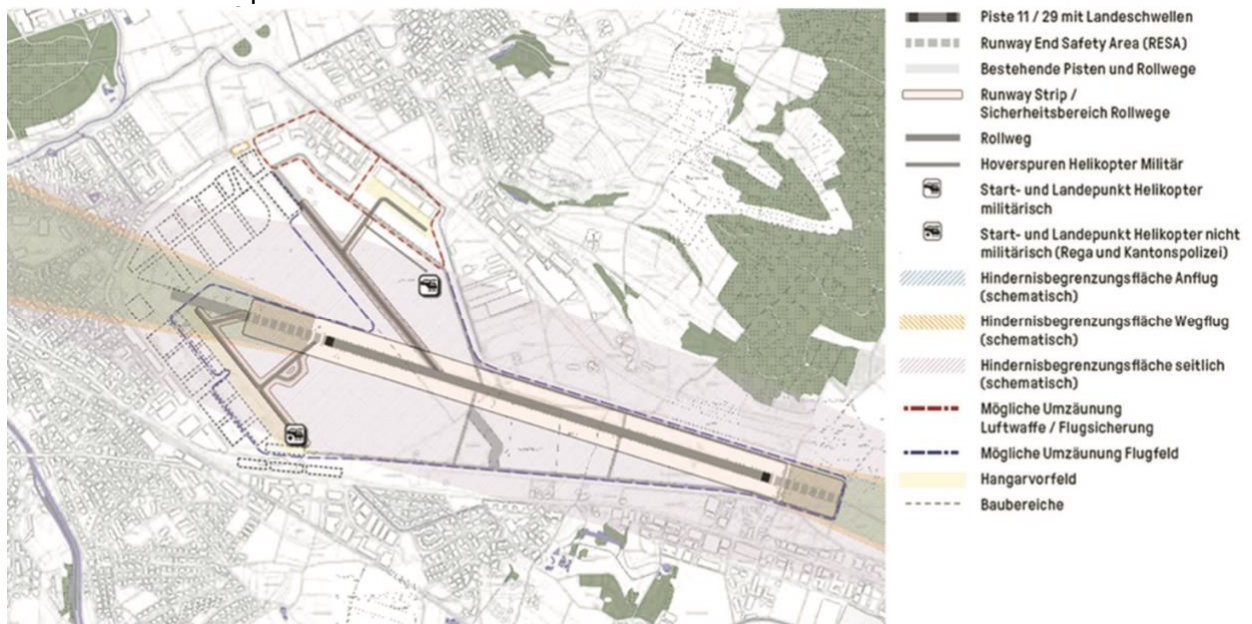 Piste 11 / 29 mit Landeschwellen
Runway End Safety Area (RESA)
Bestehende Pisten und Rollwege
Runway Strip /
Sicherheitsbereich Rollwege
Rollweg
Hoverspuren Helikopter Militär
Start- und Landepunkt Helikopter
militärisch
Start- und Landepunkt Helikopter nicht
militärisch (Rega und Kantonspolizei)
Hindernisbegrenzungsfläche Anflug
(schematisch)
Hindernisbegrenzungsfläche Wegflug
(schematisch)
Hindernisbegrenzungsfläche seitlich
(schematisch)
Mögliche Umzäunung
Luftwaffe / Flugsicherung
Mögliche Umzäunung Flugfeld
Hangarvorfeld
Baubereiche